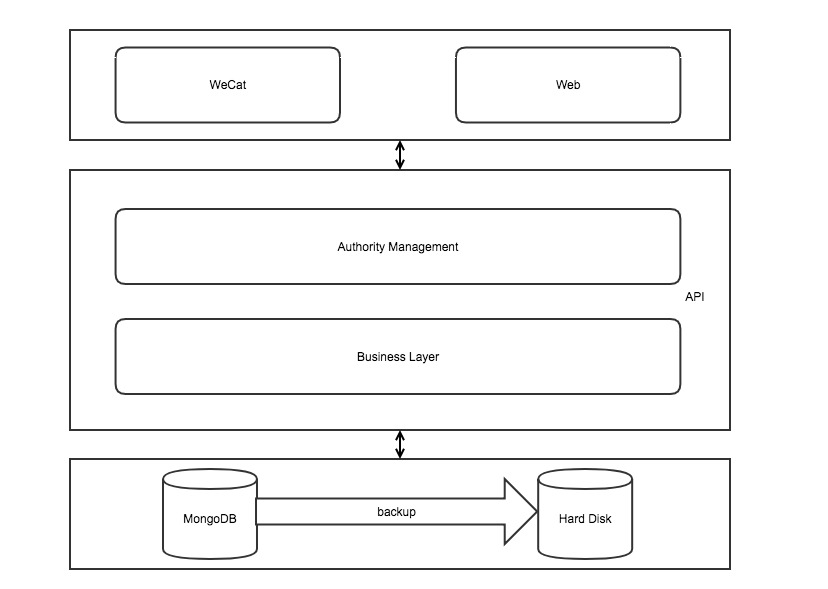 WeCat
Web
Authority Management
API
Business Layer
MongoDB
backup
Hard Disk